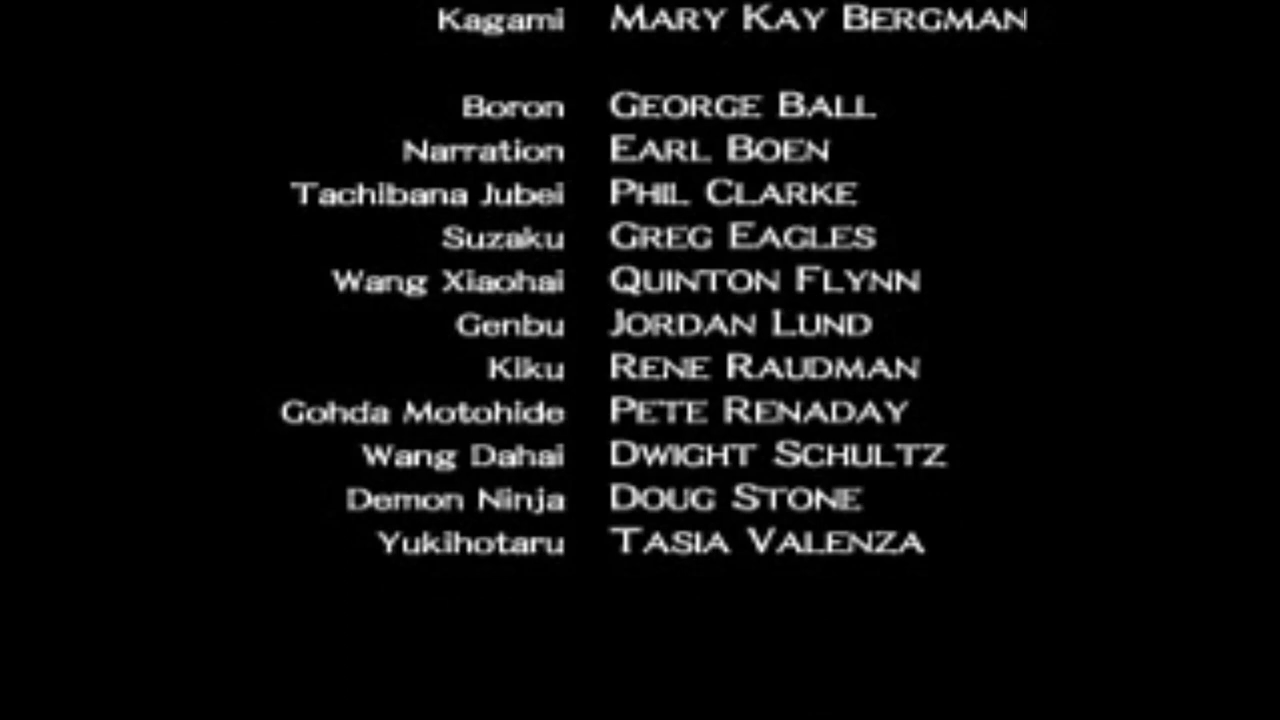 Kagami MARY KAY BERGMAN
Boron GEORGE BALL
Narration EARL BOEN
Tachibana Jubei PHIL CLARKE
Suzaku GREG EAGLES
Wang Xiaohai QUINTON FLYNN
Genbu JORDAN LUND
Kiku RENE RAUDMAN
Gohda Motohide PETE RENADAY
Wang Dahai DWIGHT SCHULTZ
Demon Ninja DOUG STONE
Yukihotaru TASIA VALENZA